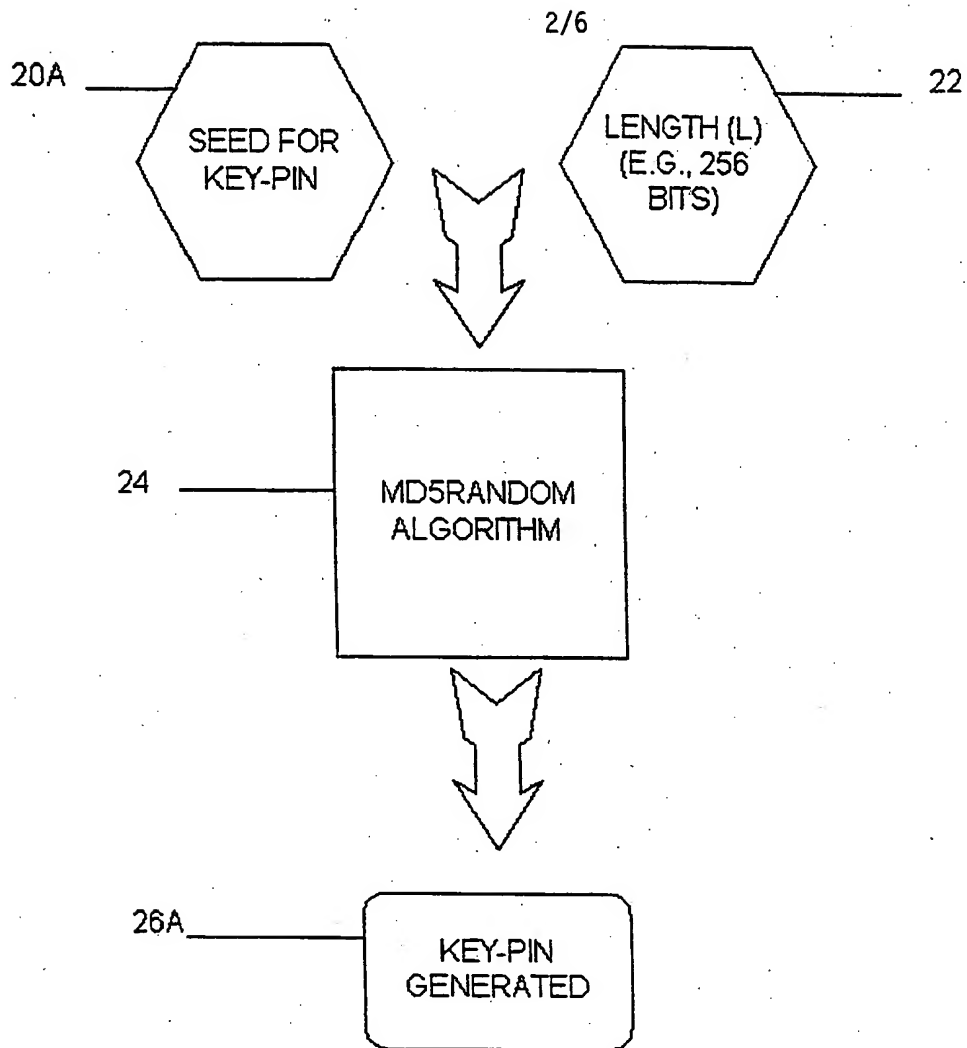 2/6
20A
SEED FOR
KEY-PIN
22
LENGTH (L)
(E.G., 256
BITS)
24
MD5RANDOM
ALGORITHM
26A
KEY-PIN
GENERATED